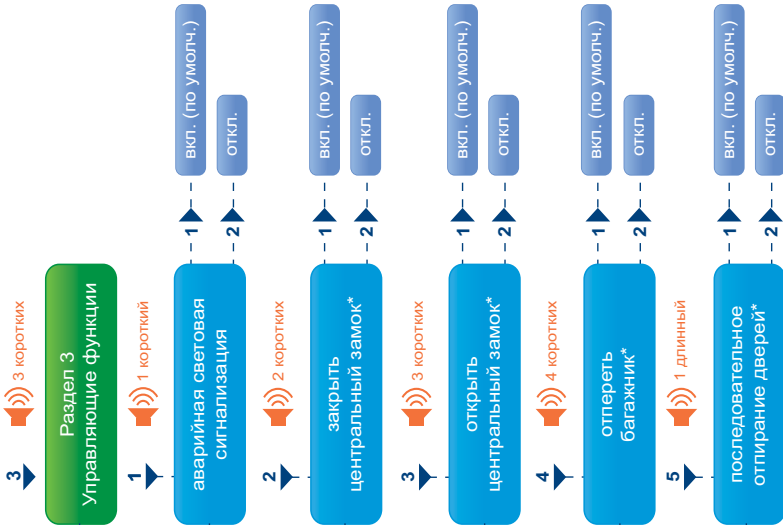 3
3 коротких
Раздел 3
Управляющие функции
1
1 короткий
аварийная световая
сигнализация
1
вкл. (по умолч.)
2
откл.
2
2 коротких
закрыть
центральный замок*
1
вкл. (по умолч.)
2
откл.
3
3 коротких
открыть
центральный замок*
1
вкл. (по умолч.)
2
откл.
4
4 коротких
отпереть
багажник*
1
вкл. (по умолч.)
2
откл.
5
1 длинный
последовательное
отпирание дверей*
1
вкл. (по умолч.)
2
откл.